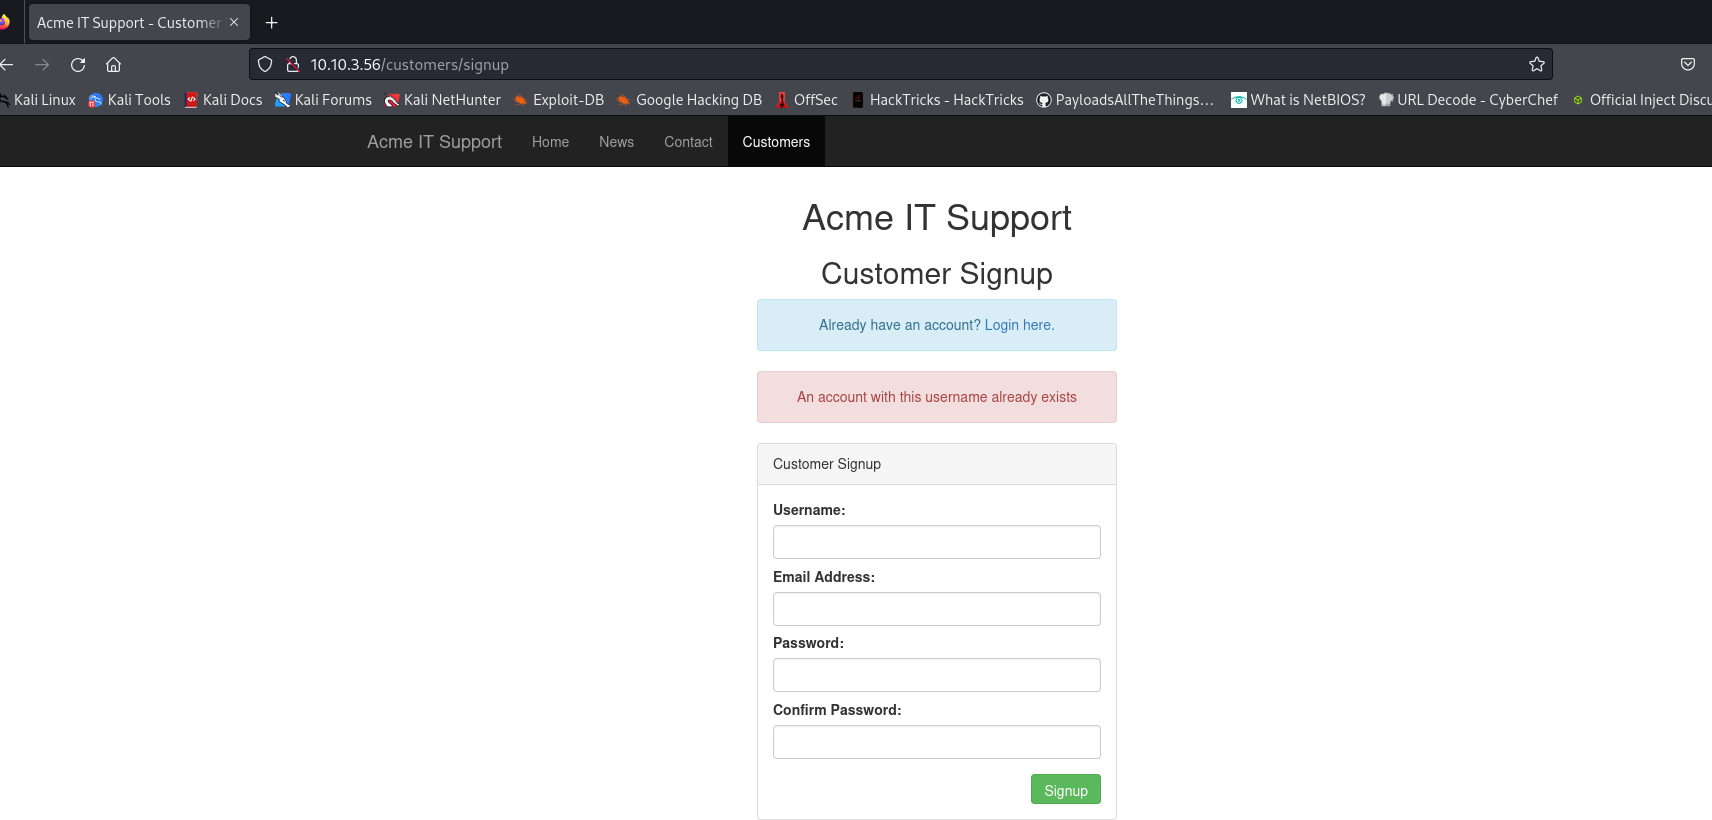 Acme IT Support - Customer
10.10.3.56/customers/signup
Kali Linux Kali Tools Kali Docs Kali Forums Kali NetHunter Exploit-DB Google Hacking DB OffSec HackTricks - HackTricks PayloadsAllTheThings... What is NetBIOS? URL Decode - CyberChef Official Inject Discu
Acme IT Support Home News Contact Customers
Acme IT Support
Customer Signup
Already have an account? Login here.
An account with this username already exists
Customer Signup
Username:
Email Address:
Password:
Confirm Password:
Signup